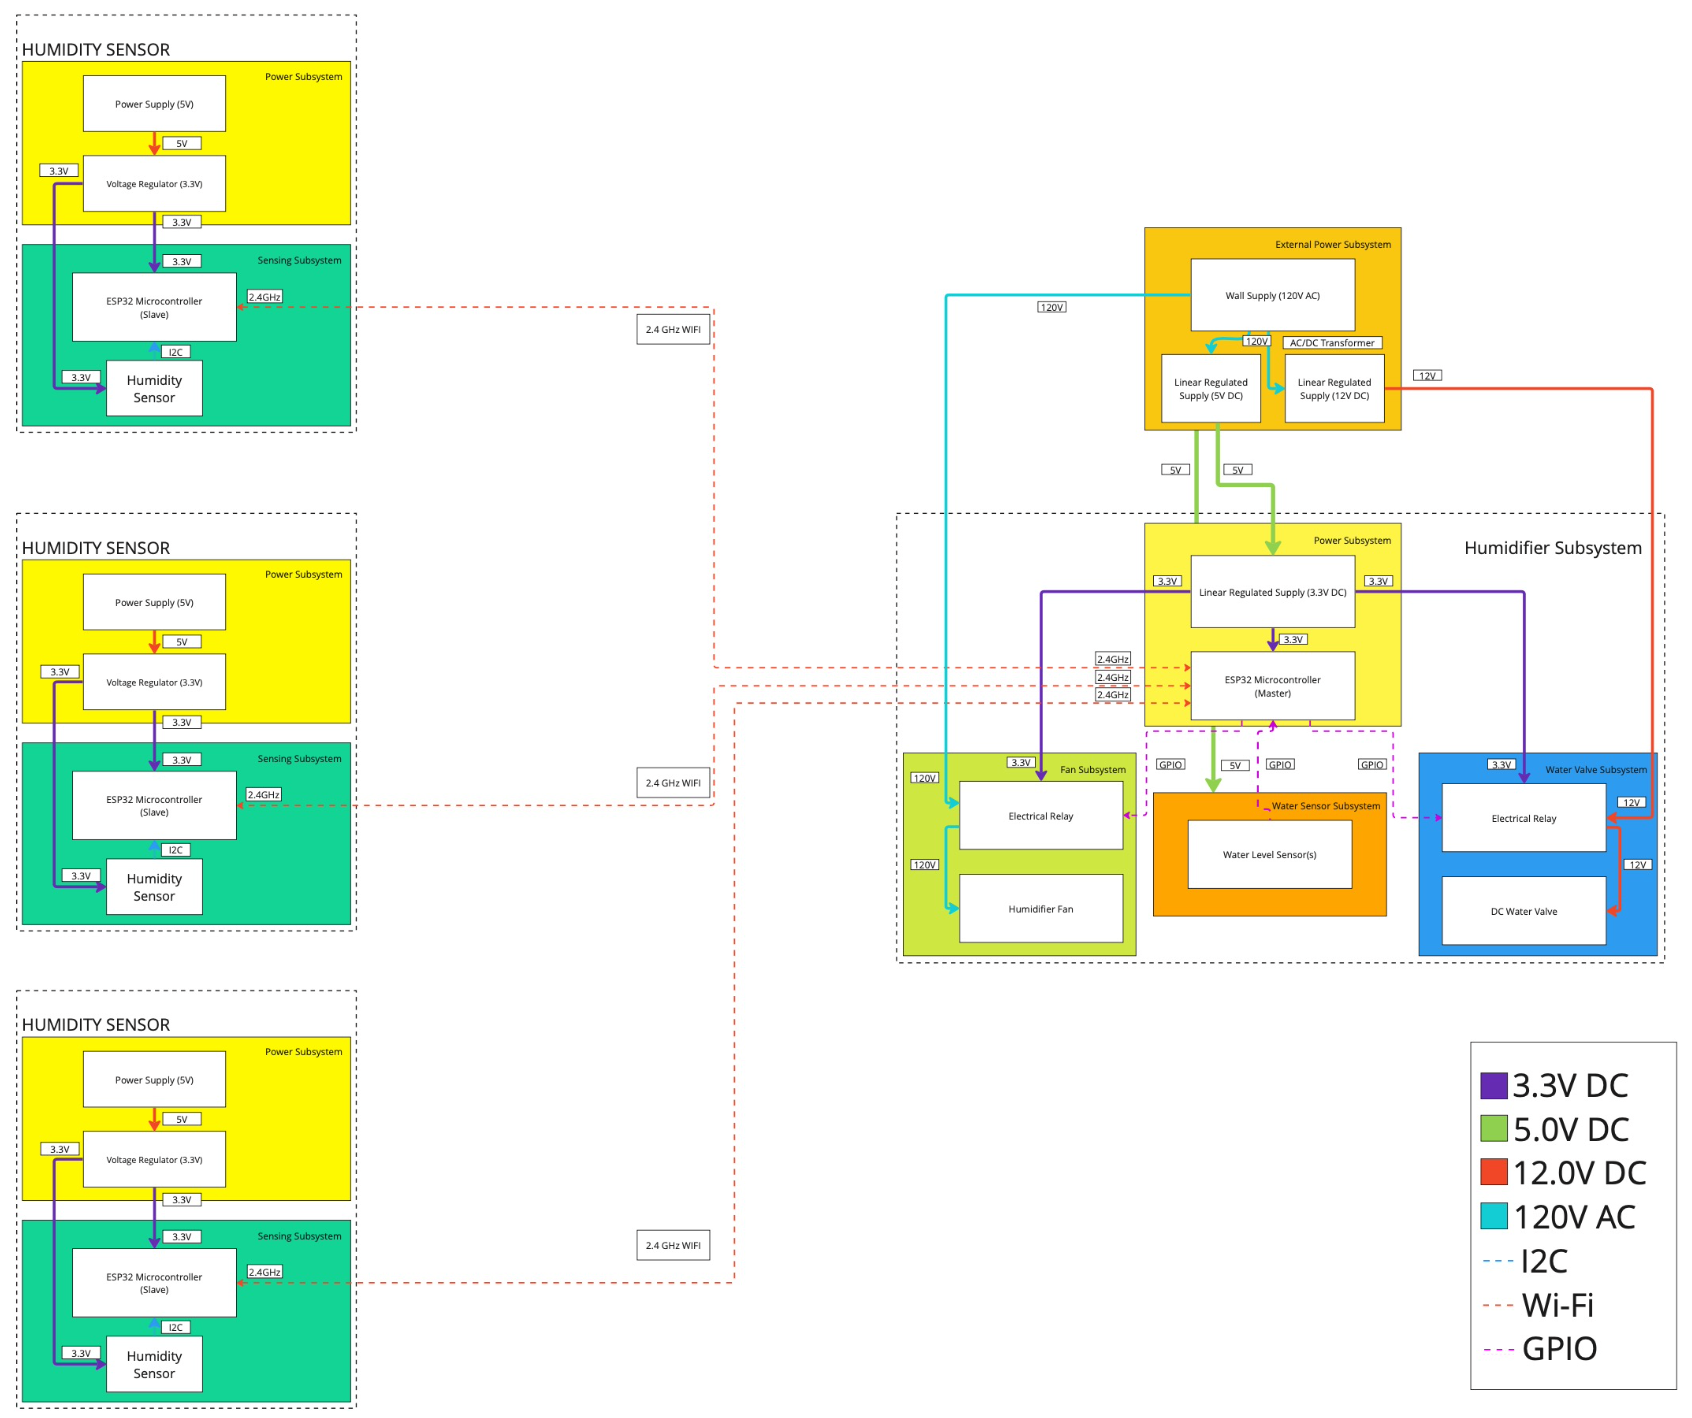 HUMIDITY SENSOR
Power Subsystem
Power Supply (5V)
5V
3.3V
Voltage Regulator (3.3V)
3.3V
Sensing Subsystem
3.3V
ESP32 Microcontroller
(Slave)
2.4GHz
I2C
3.3V
Humidity
Sensor
2.4 GHz WIFI
HUMIDITY SENSOR
Power Subsystem
Power Supply (5V)
5V
3.3V
Voltage Regulator (3.3V)
3.3V
Sensing Subsystem
3.3V
ESP32 Microcontroller
(Slave)
2.4GHz
I2C
3.3V
Humidity
Sensor
2.4 GHz WIFI
HUMIDITY SENSOR
Power Subsystem
Power Supply (5V)
5V
3.3V
Voltage Regulator (3.3V)
3.3V
Sensing Subsystem
3.3V
ESP32 Microcontroller
(Slave)
2.4GHz
I2C
3.3V
Humidity
Sensor
2.4 GHz WIFI
External Power Subsystem
Wall Supply (120V AC)
120V
120V
AC/DC Transformer
Linear Regulated
Supply (5V DC)
Linear Regulated
Supply (12V DC)
12V
5V
5V
Humidifier Subsystem
Power Subsystem
3.3V
Linear Regulated Supply (3.3V DC)
3.3V
3.3V
2.4GHz
2.4GHz
2.4GHz
ESP32 Microcontroller
(Master)
Fan Subsystem
3.3V
120V
Electrical Relay
120V
Humidifier Fan
GPIO
5V
GPIO
GPIO
Water Sensor Subsystem
Water Level Sensor(s)
3.3V
Water Valve Subsystem
12V
Electrical Relay
12V
DC Water Valve
3.3V DC
5.0V DC
12.0V DC
120V AC
I2C
Wi-Fi
GPIO